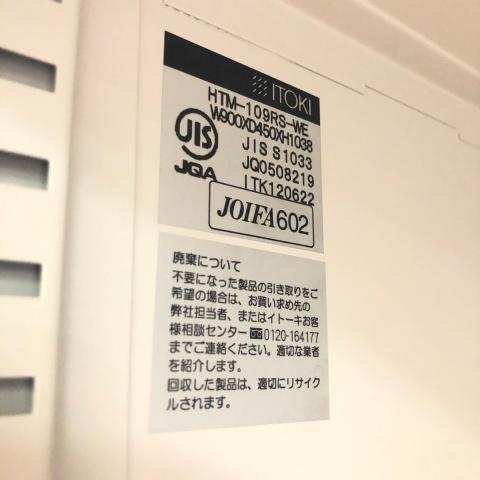 ITOKI
HTM-109RS-WE
W900XD450XH1038
JIS
JIS S1033
JQA
JQ0508219
ITK120622
JOIFA602
廃棄について
不要になった製品の引き取りをご
希望の場合は、お買い求め先の
弊社担当者、またはイトーキお客
様相談センター☎0120-164177
までご連絡ください。適切な業者
を紹介します。
回収した製品は、適切にリサイク
ルされます。